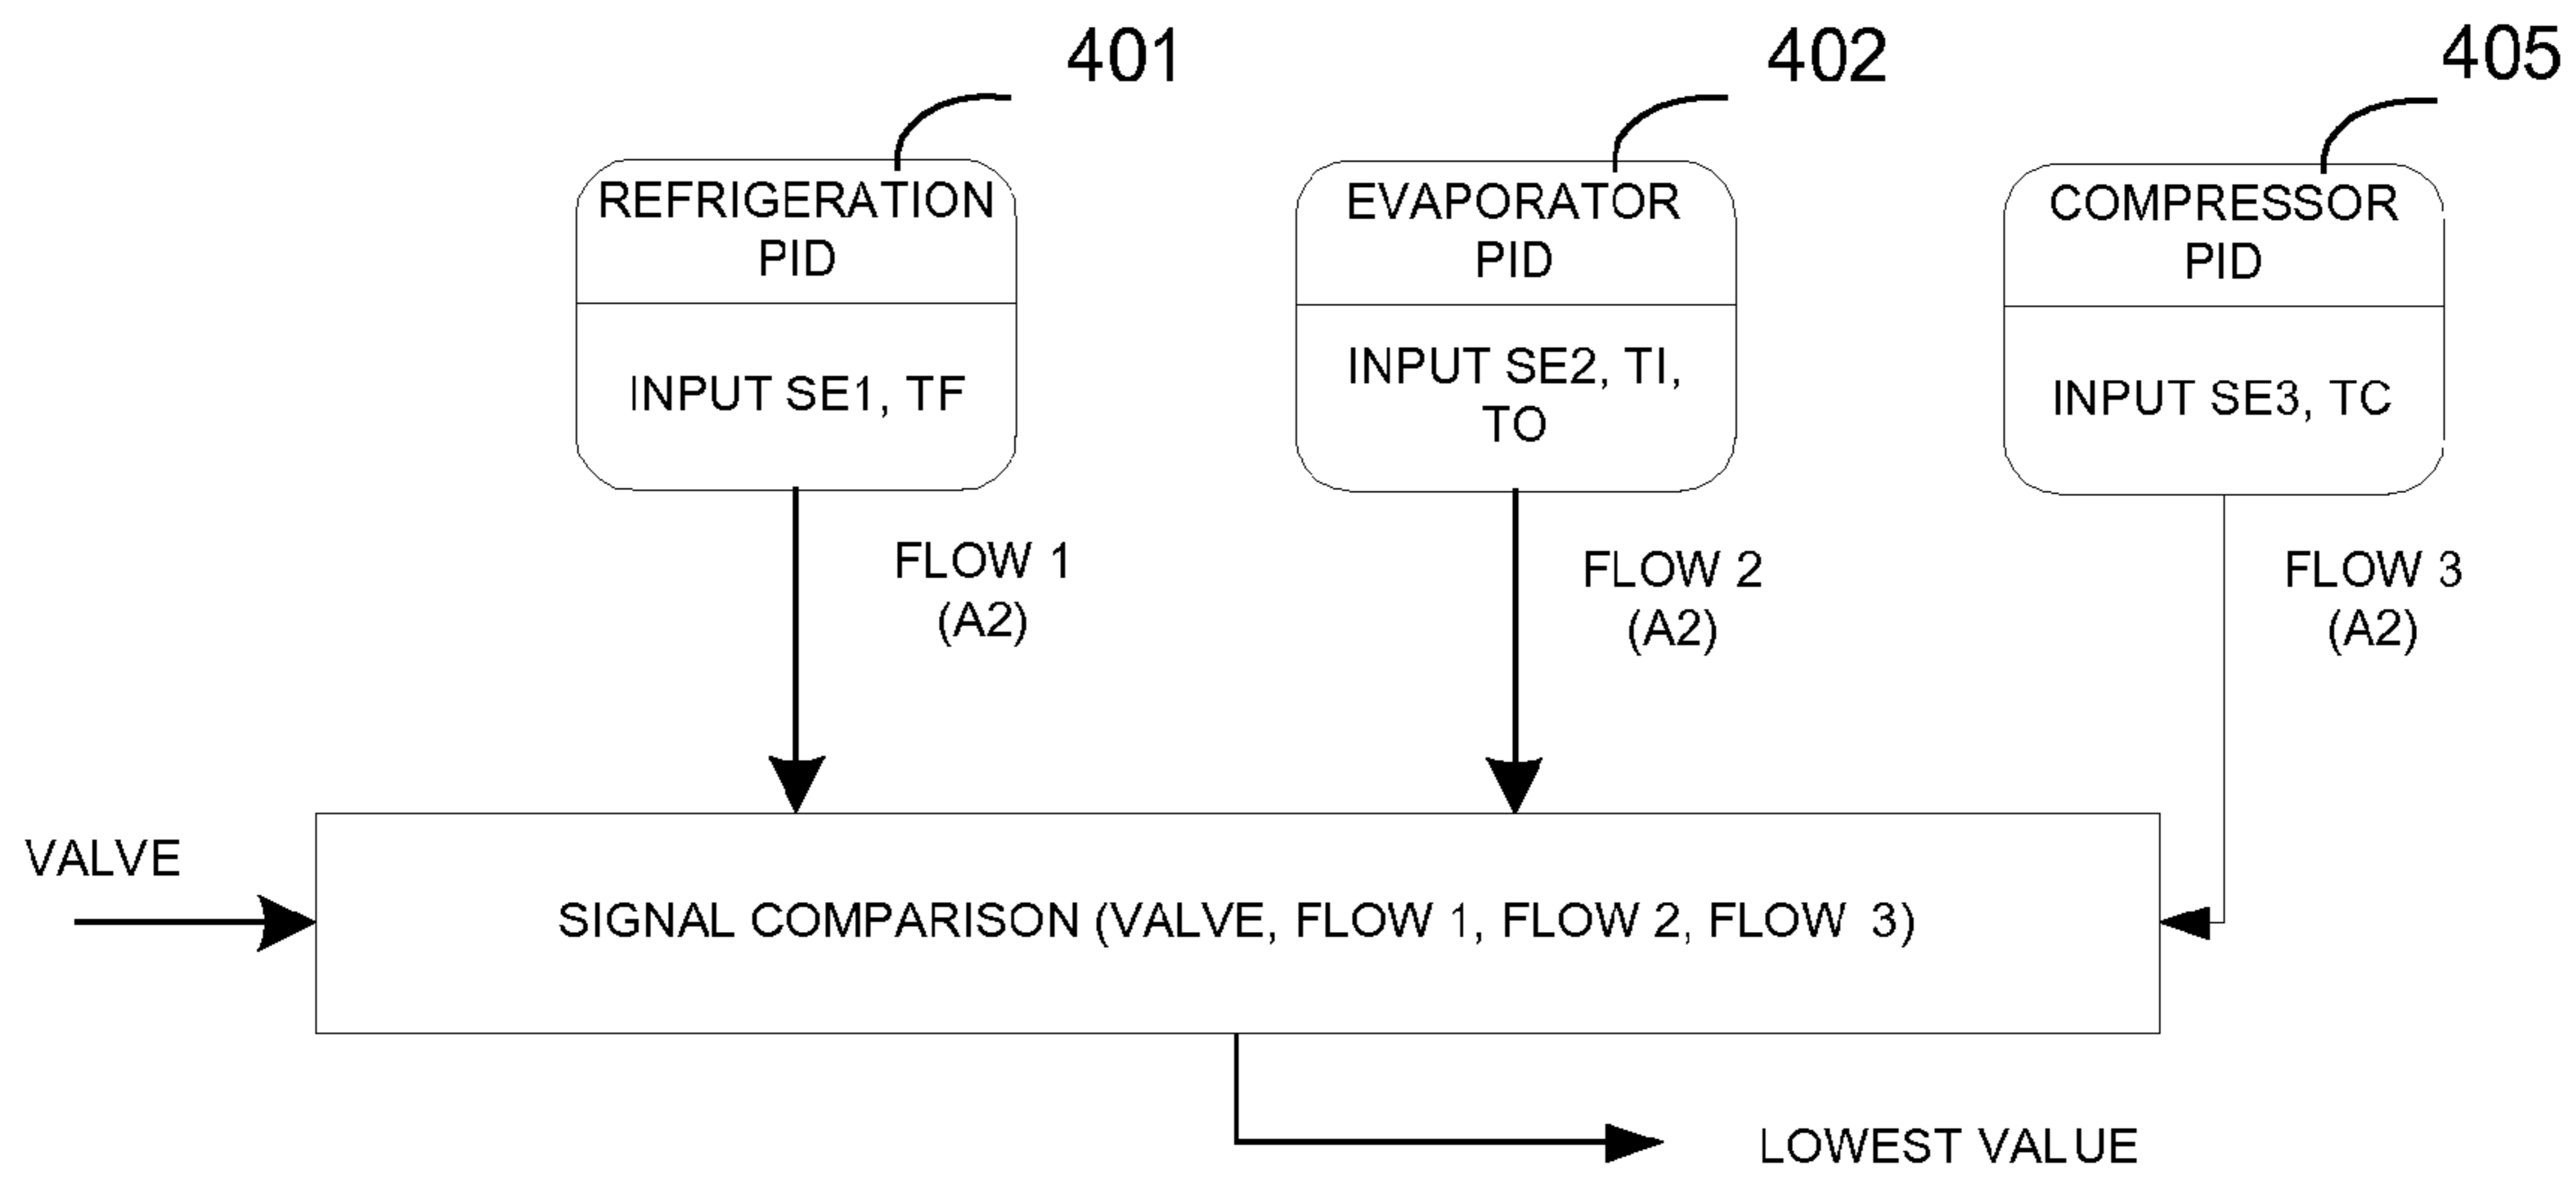 401
402
405
REFRIGERATION
PID
INPUT SE1, TF
EVAPORATOR
PID
INPUT SE2, TI,
TO
COMPRESSOR
PID
INPUT SE3, TC
FLOW 1
(A2)
FLOW 2
(A2)
FLOW 3
(A2)
VALVE
SIGNAL COMPARISON (VALVE, FLOW 1, FLOW 2, FLOW 3)
LOWEST VALUE